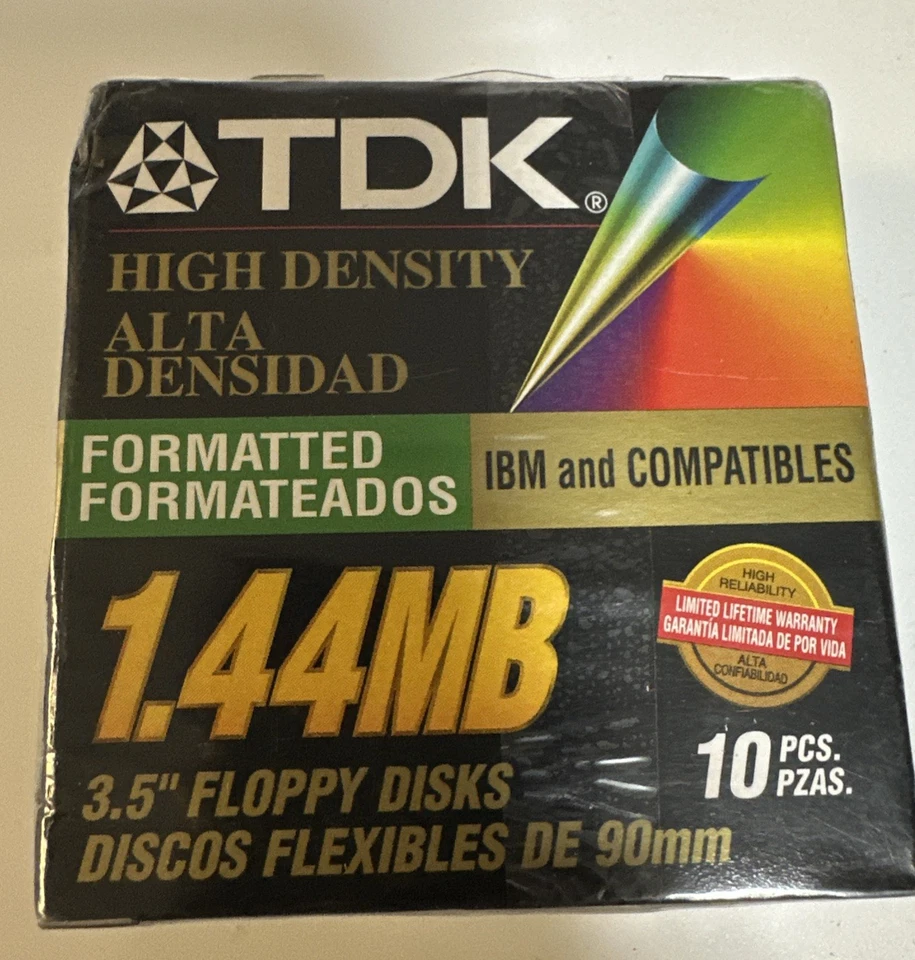 TDK®
HIGH DENSITY
ALTA
DENSIDAD
FORMATTED
FORMATEADOS
IBM and COMPATIBLES
1.44MB
HIGH
RELIABILITY
LIMITED LIFETIME WARRANTY
GARANTÍA LIMITADA DE POR VIDA
ALTA
CONFIABILIDAD
10 PCS.
PZAS.
3.5" FLOPPY DISKS
DISCOS FLEXIBLES DE 90mm